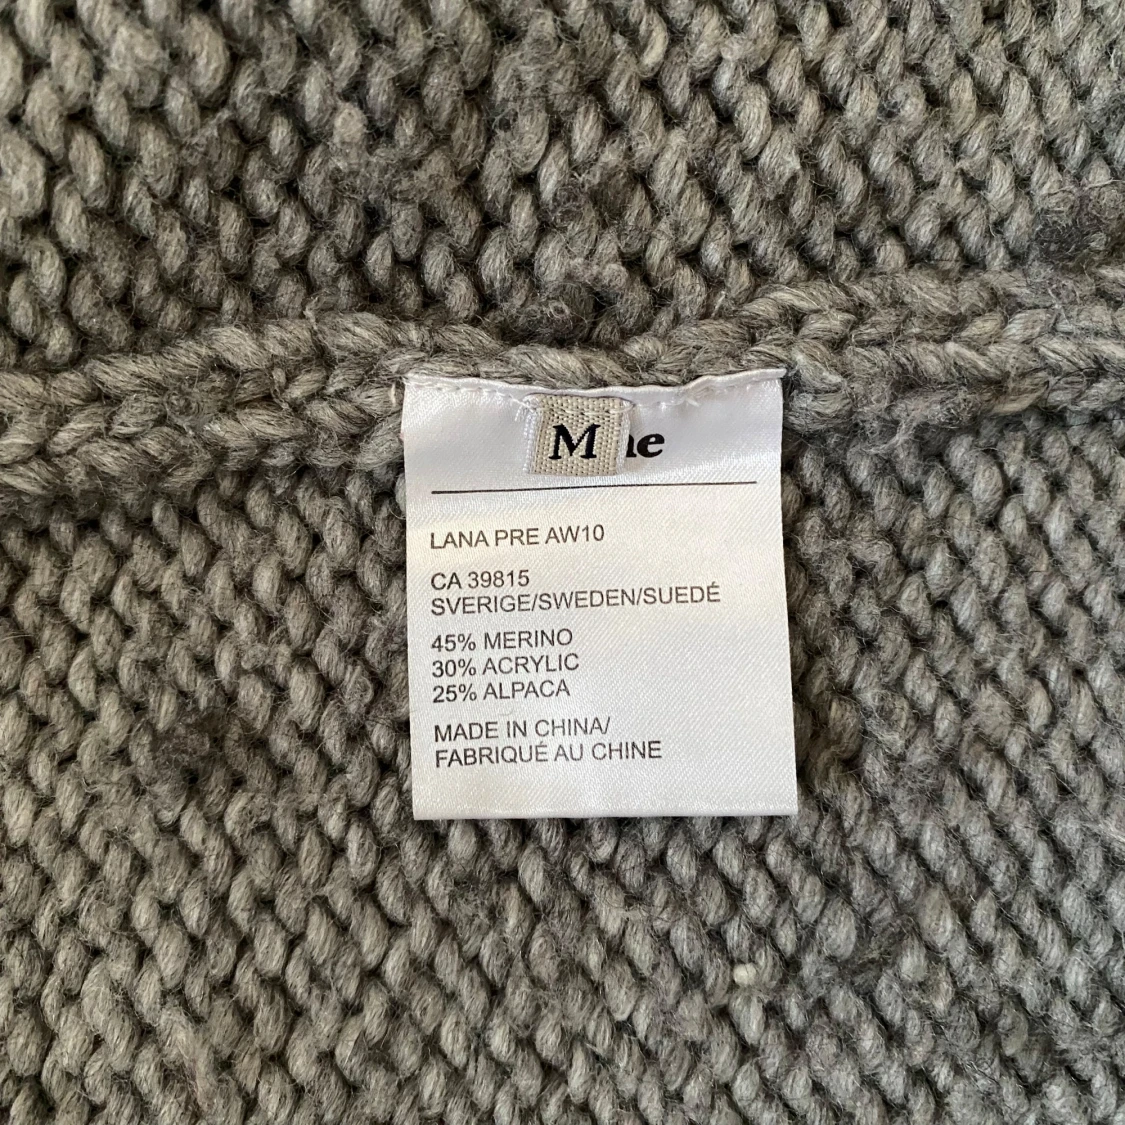 M
LANA PRE AW10
CA 39815
SVERIGE/SWEDEN/SUEDÉ
45% MERINO
30% ACRYLIC
25% ALPACA
MADE IN CHINA/
FABRIQUÉ AU CHINE